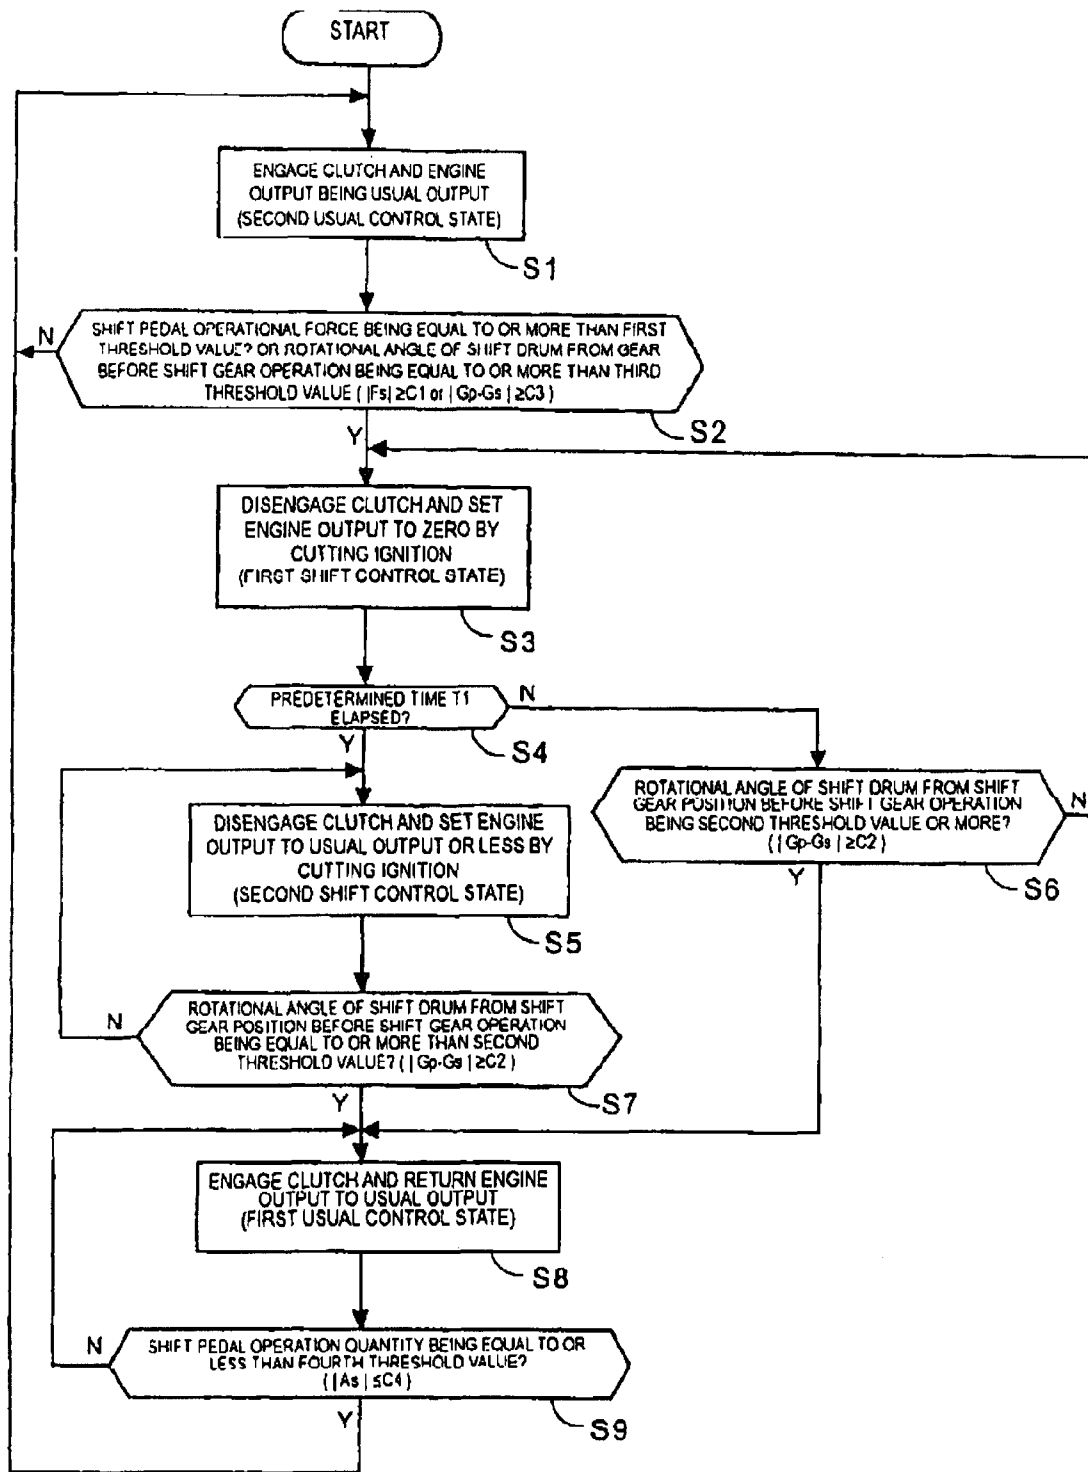 START
ENGAGE CLUTCH AND ENGINE
OUTPUT BEING USUAL OUTPUT
(SECOND USUAL CONTROL STATE)
S1
N
SHIFT PEDAL OPERATIONAL FORCE BEING EQUAL TO OR MORE THAN FIRST
THRESHOLD VALUE? OR ROTATIONAL ANGLE OF SHIFT DRUM FROM GEAR
BEFORE SHIFT GEAR OPERATION BEING EQUAL TO OR MORE THAN THIRD
THRESHOLD VALUE ( |Fs| ≥C1 or | Gp-Gs | ≥C3 )
S2
Y
DISENGAGE CLUTCH AND SET
ENGINE OUTPUT TO ZERO BY
CUTTING IGNITION
(FIRST SHIFT CONTROL STATE)
S3
PREDETERMINED TIME T1
ELAPSED?
N
S4
Y
ROTATIONAL ANGLE OF SHIFT DRUM FROM SHIFT
GEAR POSITION BEFORE SHIFT GEAR OPERATION
BEING SECOND THRESHOLD VALUE OR MORE?
( | Gp-Gs | ≥C2 )
N
S6
Y
DISENGAGE CLUTCH AND SET ENGINE
OUTPUT TO USUAL OUTPUT OR LESS BY
CUTTING IGNITION
(SECOND SHIFT CONTROL STATE)
S5
N
ROTATIONAL ANGLE OF SHIFT DRUM FROM SHIFT
GEAR POSITION BEFORE SHIFT GEAR OPERATION
BEING EQUAL TO OR MORE THAN SECOND
THRESHOLD VALUE? ( | Gp-Gs | ≥C2 )
S7
Y
ENGAGE CLUTCH AND RETURN ENGINE
OUTPUT TO USUAL OUTPUT
(FIRST USUAL CONTROL STATE)
S8
N
SHIFT PEDAL OPERATION QUANTITY BEING EQUAL TO OR
LESS THAN FOURTH THRESHOLD VALUE?
( | As | ≤C4 )
S9
Y